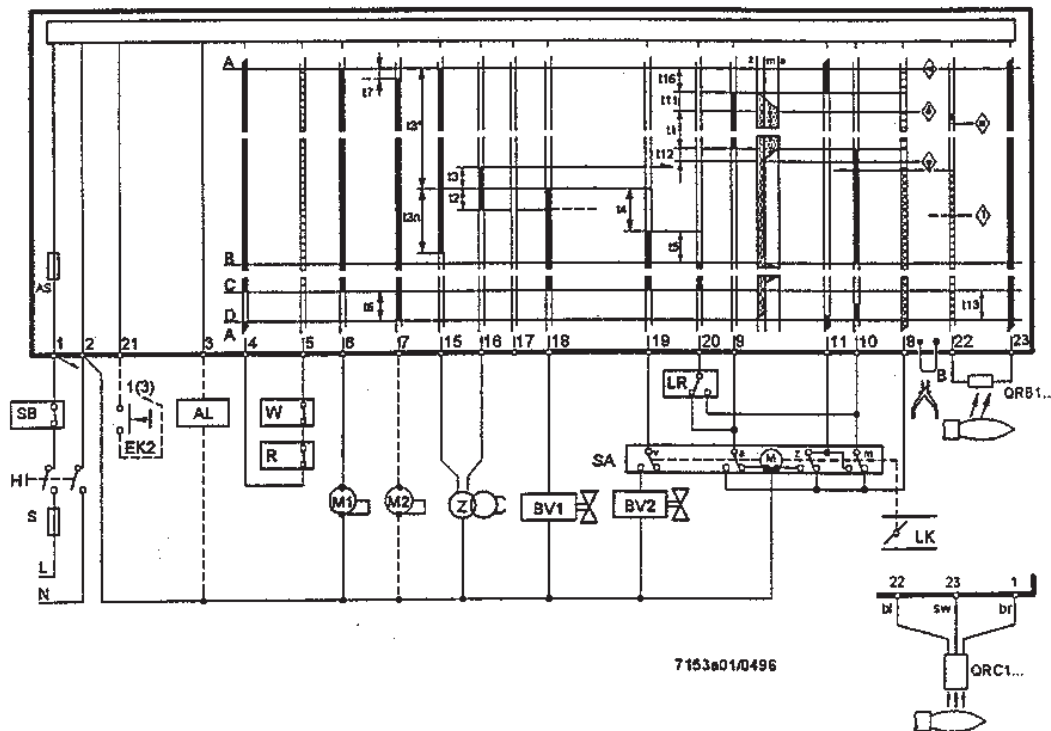 A
t7
t3*
t3n
t3
t2
t4
t5
t16
t11
t1
t12
z m a
B
C
t6
t13
D
A
AS
1 2 21 3 4 5 6 7 15 16 17 18 19 20 9 11 10 8 22 23
SB
1(3)
EK2
AL
W
R
LR
B
QRB1...
H
S
L
N
M1
M2
Z
BV1
BV2
SA
v a M z m
LK
22 23 1
bl sw br
QRC1...
7153a01/0496